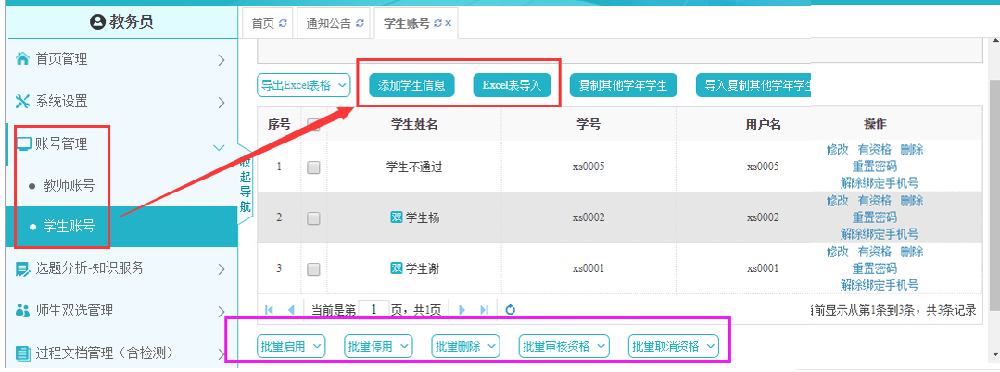 教务员
首页管理
系统设置
账号管理
教师账号
学生账号
选题分析-知识服务
师生双选管理
过程文档管理（含检测）
收起导航
首页 通知公告 学生账号
导出Excel表格 添加学生信息 Excel表导入 复制其他学年学生 导入复制其他学年学生
序号 学生姓名 学号 用户名 操作
1 学生不通过 xs0005 xs0005 修改 有资格 删除
重置密码
解除绑定手机号
2 双 学生杨 xs0002 xs0002 修改 有资格 删除
重置密码
解除绑定手机号
3 双 学生谢 xs0001 xs0001 修改 有资格 删除
重置密码
解除绑定手机号
当前是第 1 页，共1页 前显示从第1条到3条，共3条记录
批量启用 批量停用 批量删除 批量审核资格 批量取消资格